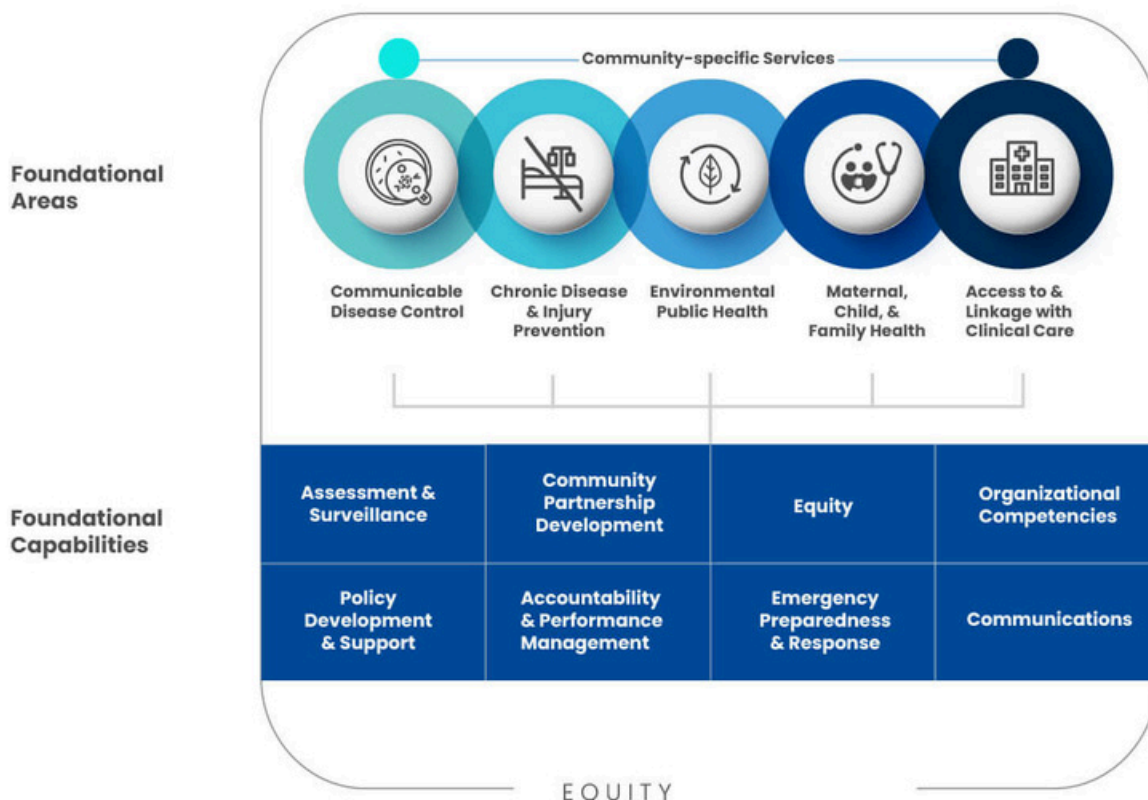 Community-specific Services
Foundational
Areas
Communicable
Disease Control
Chronic Disease
& Injury
Prevention
Environmental
Public Health
Maternal,
Child, &
Family Health
Access to &
Linkage with
Clinical Care
Foundational
Capabilities
Assessment &
Surveillance
Community
Partnership
Development
Equity
Organizational
Competencies
Policy
Development
& Support
Accountability
& Performance
Management
Emergency
Preparedness
& Response
Communications
EQUITY